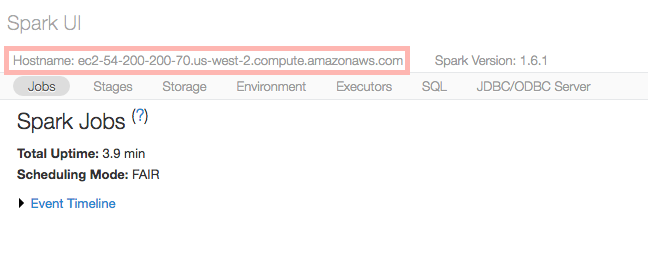 Spark UI
Hostname: ec2-54-200-200-70.us-west-2.compute.amazonaws.com Spark Version: 1.6.1
Jobs Stages Storage Environment Executors SQL JDBC/ODBC Server
Spark Jobs (?)
Total Uptime: 3.9 min
Scheduling Mode: FAIR
Event Timeline